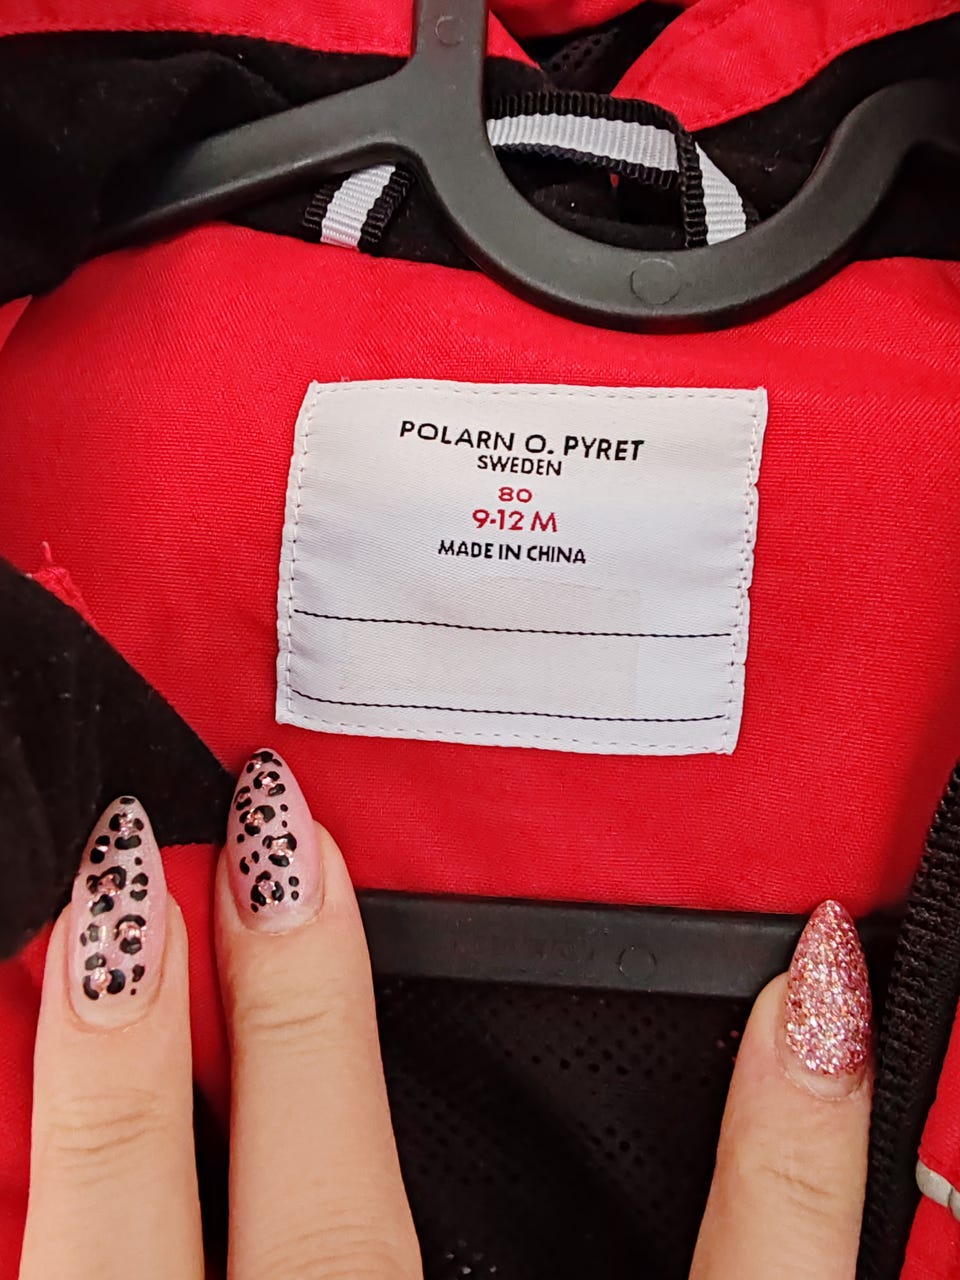 POLARN O. PYRET
SWEDEN
80
9-12 M
MADE IN CHINA